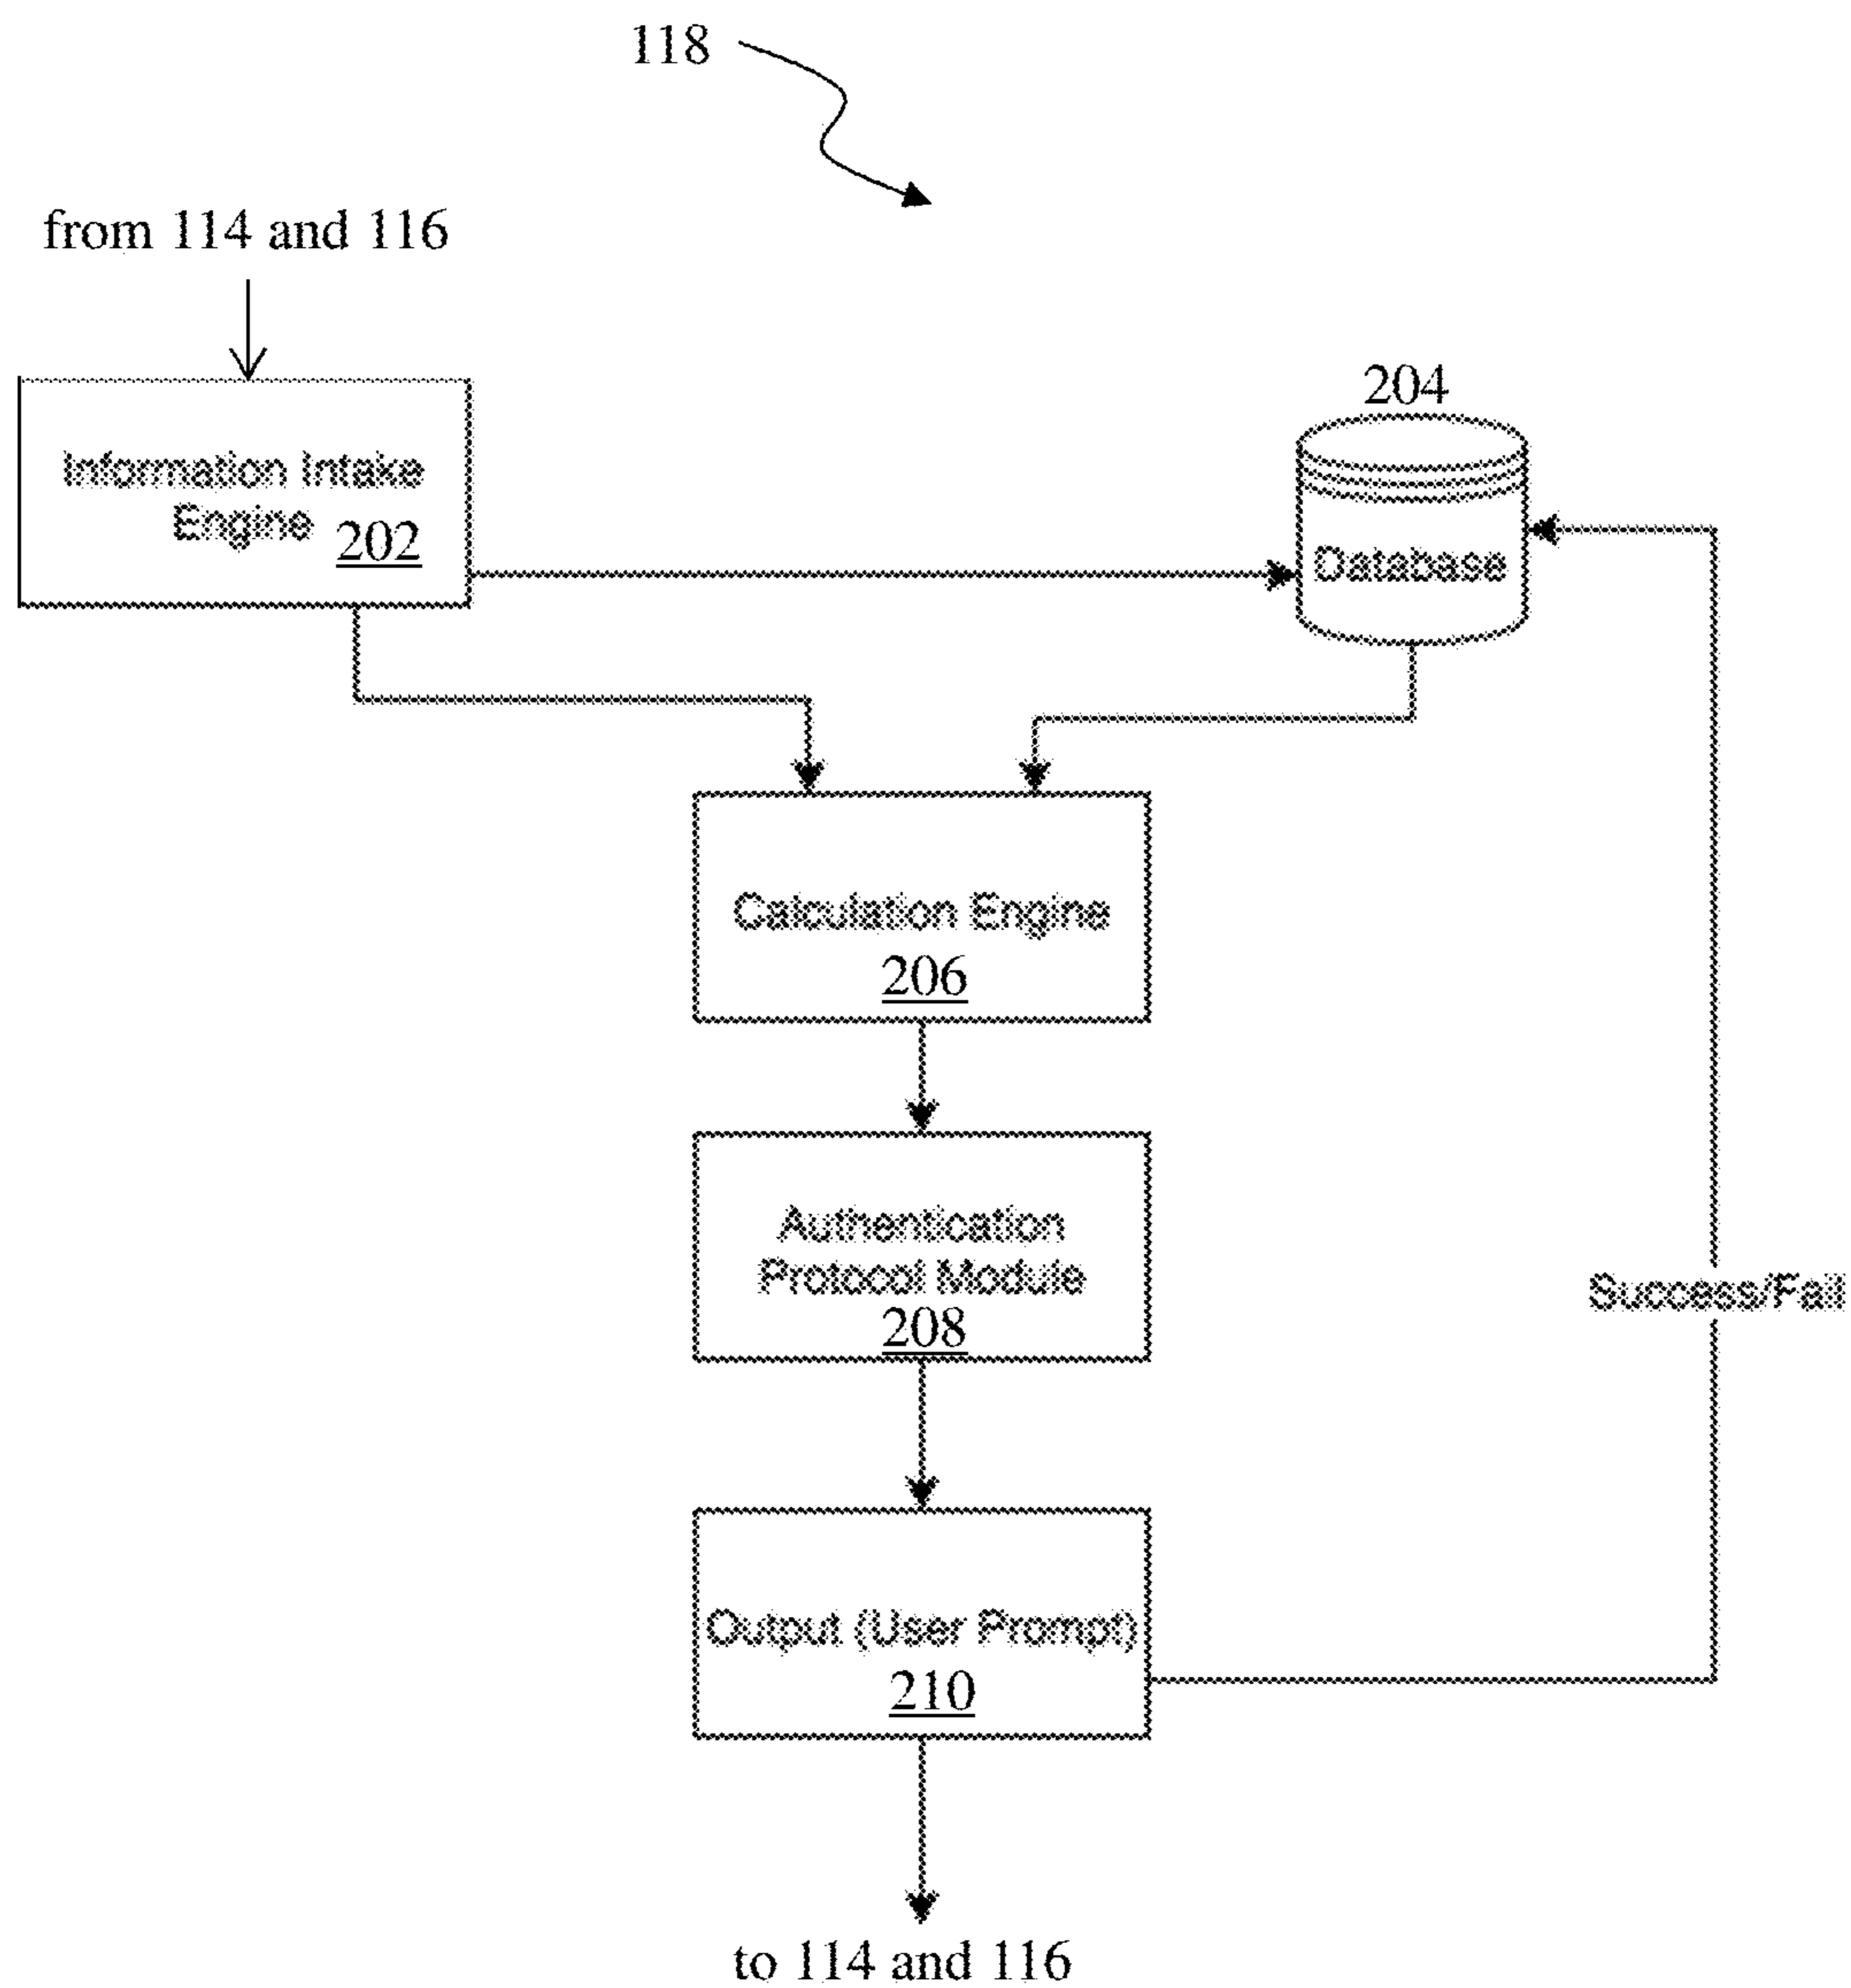 118
from 114 and 116
204
Information Intake
Engine 202
Database
Calculation Engine
206
Authentication
Protocol Module
208
Success/Fail
Output (User Prompt)
210
to 114 and 116